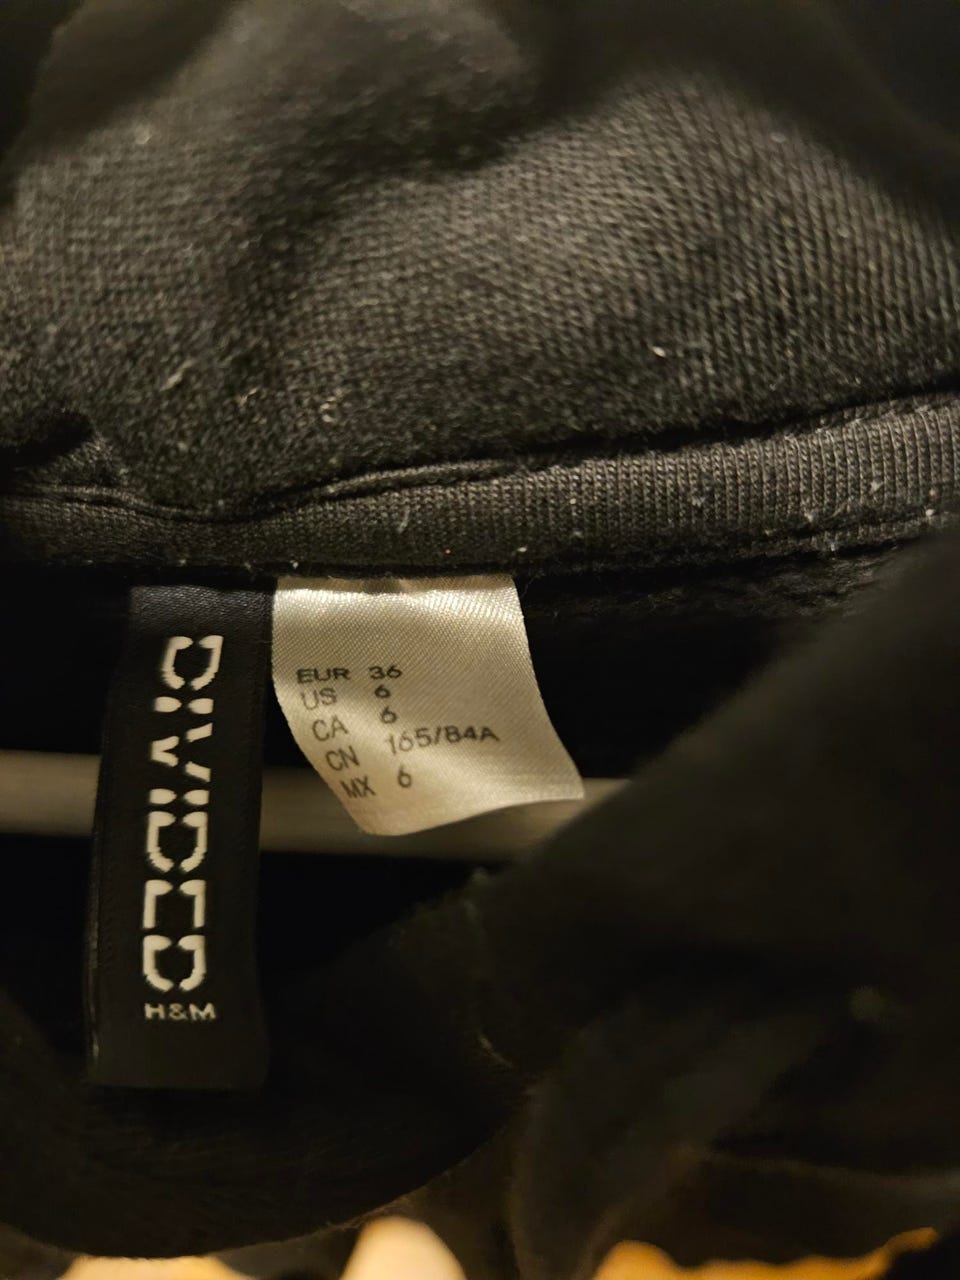 DIVIDED
H&M
EUR 36
US 6
CA 6
CN 165/84A
MX 6